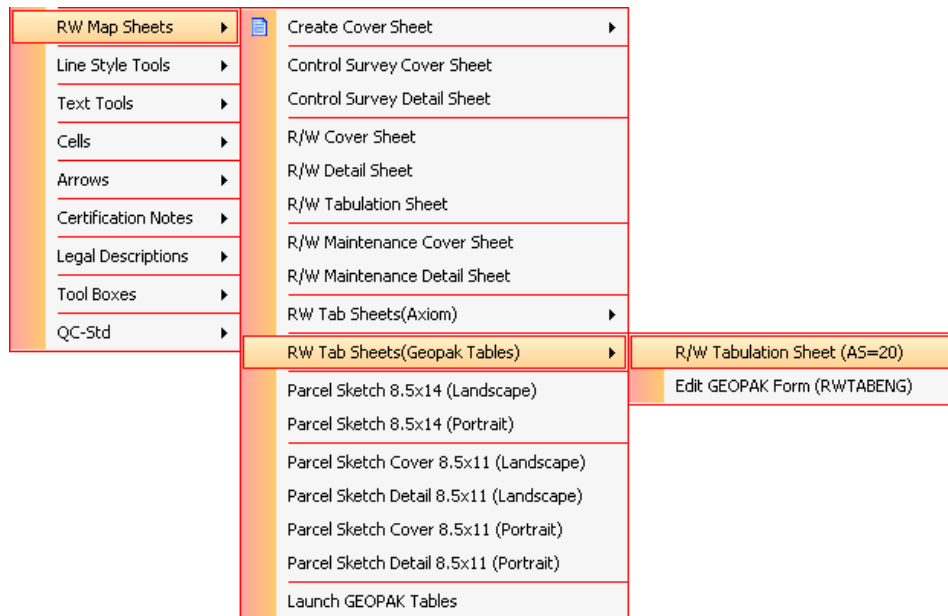 RW Map Sheets
Line Style Tools
Text Tools
Cells
Arrows
Certification Notes
Legal Descriptions
Tool Boxes
QC-Std
Create Cover Sheet
Control Survey Cover Sheet
Control Survey Detail Sheet
R/W Cover Sheet
R/W Detail Sheet
R/W Tabulation Sheet
R/W Maintenance Cover Sheet
R/W Maintenance Detail Sheet
RW Tab Sheets(Axiom)
RW Tab Sheets(Geopak Tables)
Parcel Sketch 8.5x14 (Landscape)
Parcel Sketch 8.5x14 (Portrait)
Parcel Sketch Cover 8.5x11 (Landscape)
Parcel Sketch Detail 8.5x11 (Landscape)
Parcel Sketch Cover 8.5x11 (Portrait)
Parcel Sketch Detail 8.5x11 (Portrait)
Launch GEOPAK Tables
R/W Tabulation Sheet (AS=20)
Edit GEOPAK Form (RWTABENG)